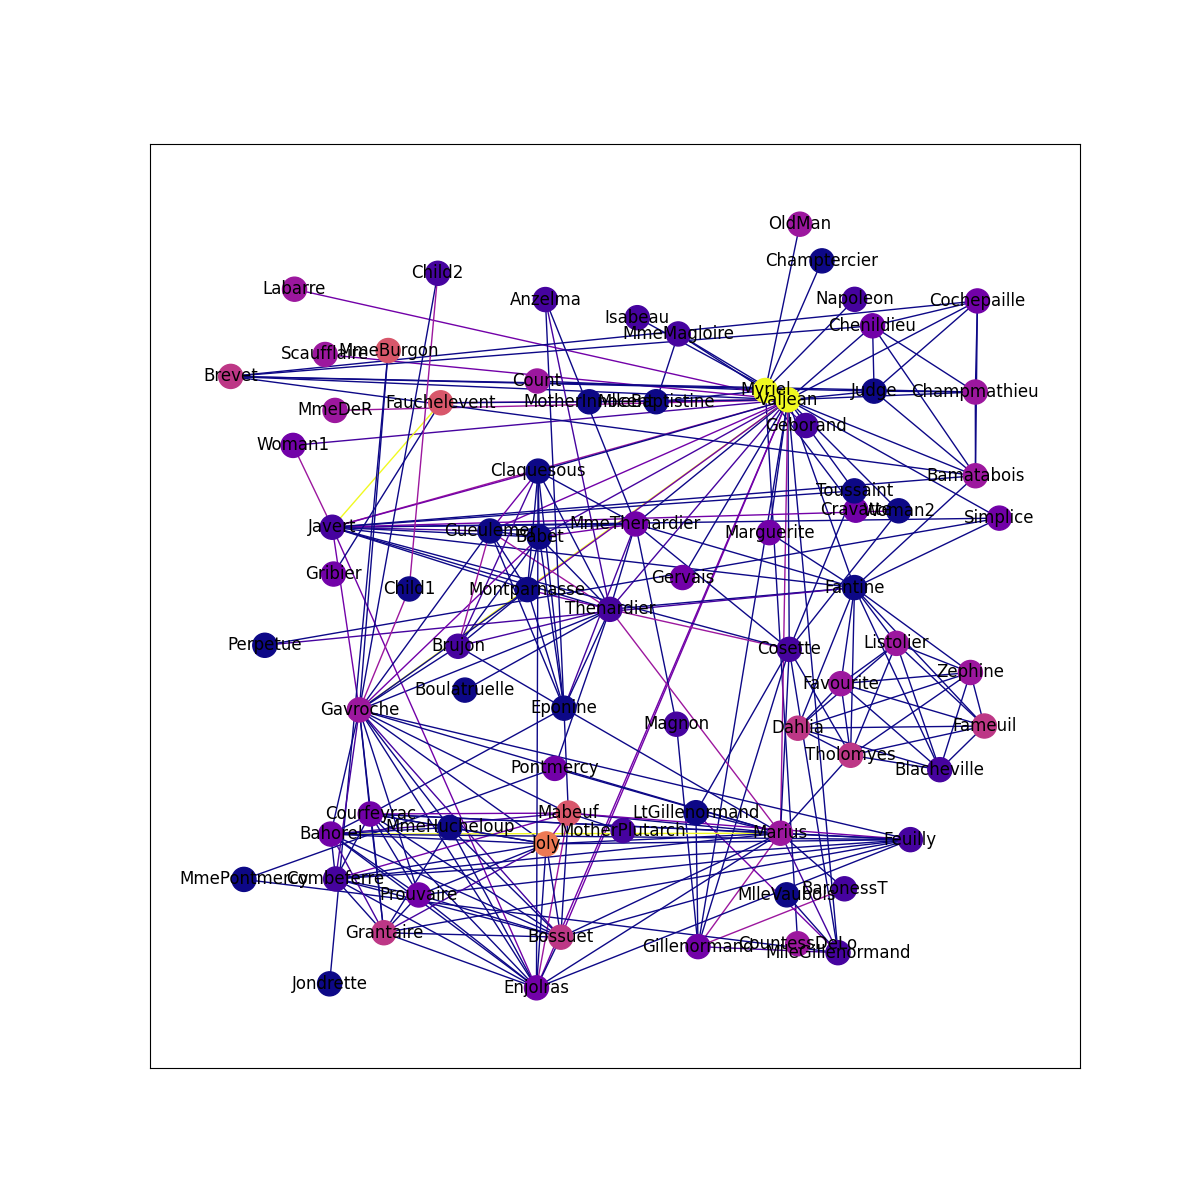 OldMan
Champtercier
Child2
Labarre
Anzelma
Napoleon
Cochepaille
Isabeau
Chenildieu
MmeMagloire
Scaufflaire
MmeBurgon
Brevet
Count
Myriel
Judge
Champmathieu
Valjean
MotherInnocent
MlleBaptistine
Fauchelevent
MmeDeR
Geborand
Woman1
Claquesous
Bamatabois
Toussaint
Cravatte
Woman2
Simplice
Javert
MmeThenardier
Gueulemer
Babet
Marguerite
Gribier
Gervais
Child1
Montparnasse
Fantine
Thenardier
Perpetue
Brujon
Cosette
Listolier
Zephine
Favourite
Boulatruelle
Gavroche
Eponine
Magnon
Dahlia
Fameuil
Tholomyes
Pontmercy
Blacheville
Courfeyrac
Mabeuf
LtGillenormand
MmeHucheloup
Bahorel
MotherPlutarch
Marius
Joly
Feuilly
MmePontmercy
Combeferre
Prouvaire
MlleVaubois
BaronessT
Grantaire
Bossuet
Gillenormand
CountessDeLo
MlleGillenormand
Jondrette
Enjolras